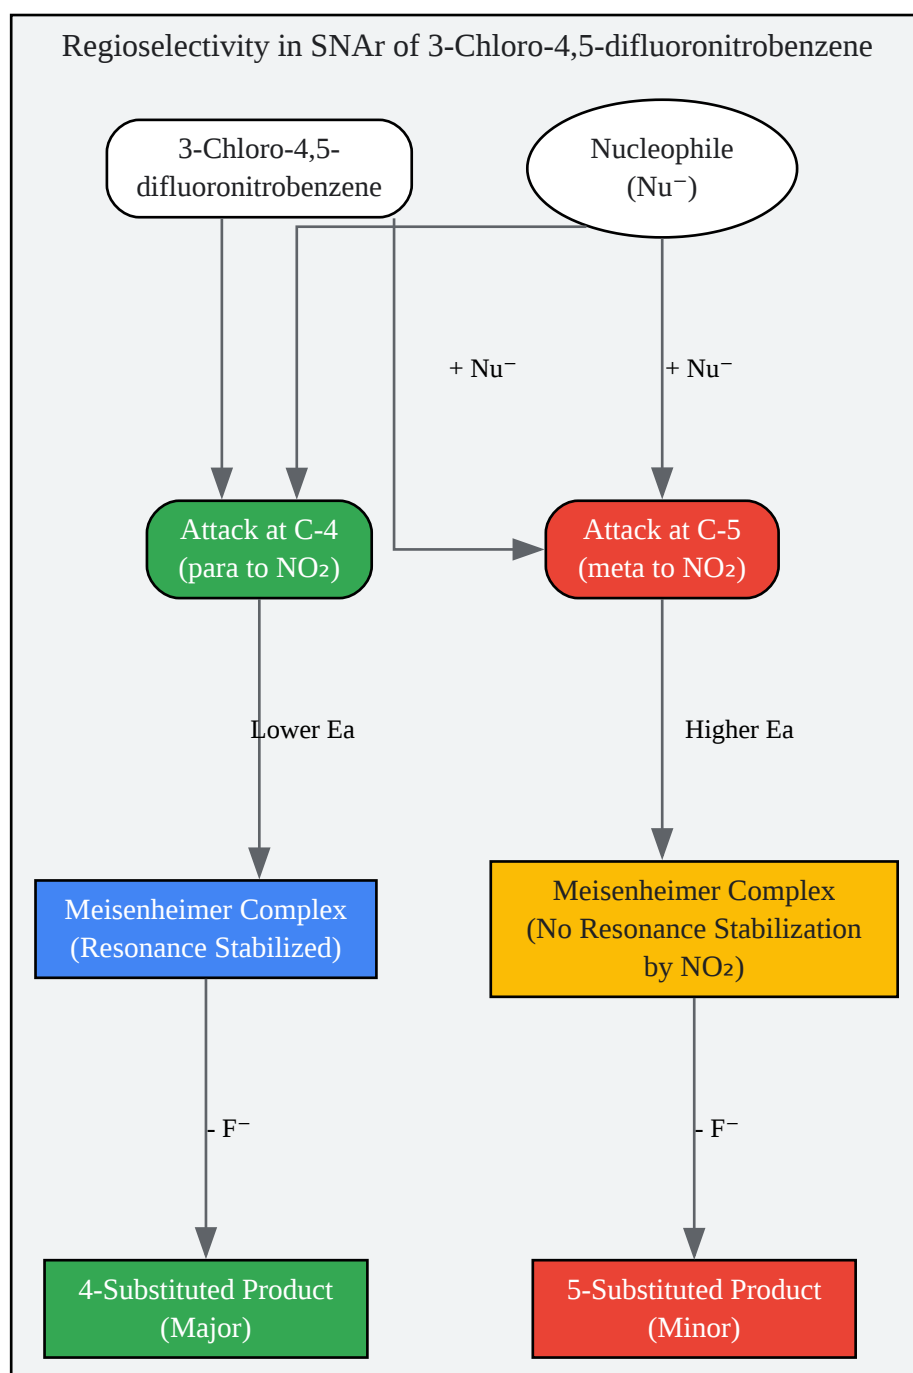 Regioselectivity in SNAr of 3-Chloro-4,5-difluoronitrobenzene
3-Chloro-4,5-
difluoronitrobenzene
Nucleophile
(Nu⁻)
+ Nu⁻
+ Nu⁻
Attack at C-4
(para to NO₂)
Attack at C-5
(meta to NO₂)
Lower Ea
Higher Ea
Meisenheimer Complex
(Resonance Stabilized)
Meisenheimer Complex
(No Resonance Stabilization
by NO₂)
- F⁻
- F⁻
4-Substituted Product
(Major)
5-Substituted Product
(Minor)